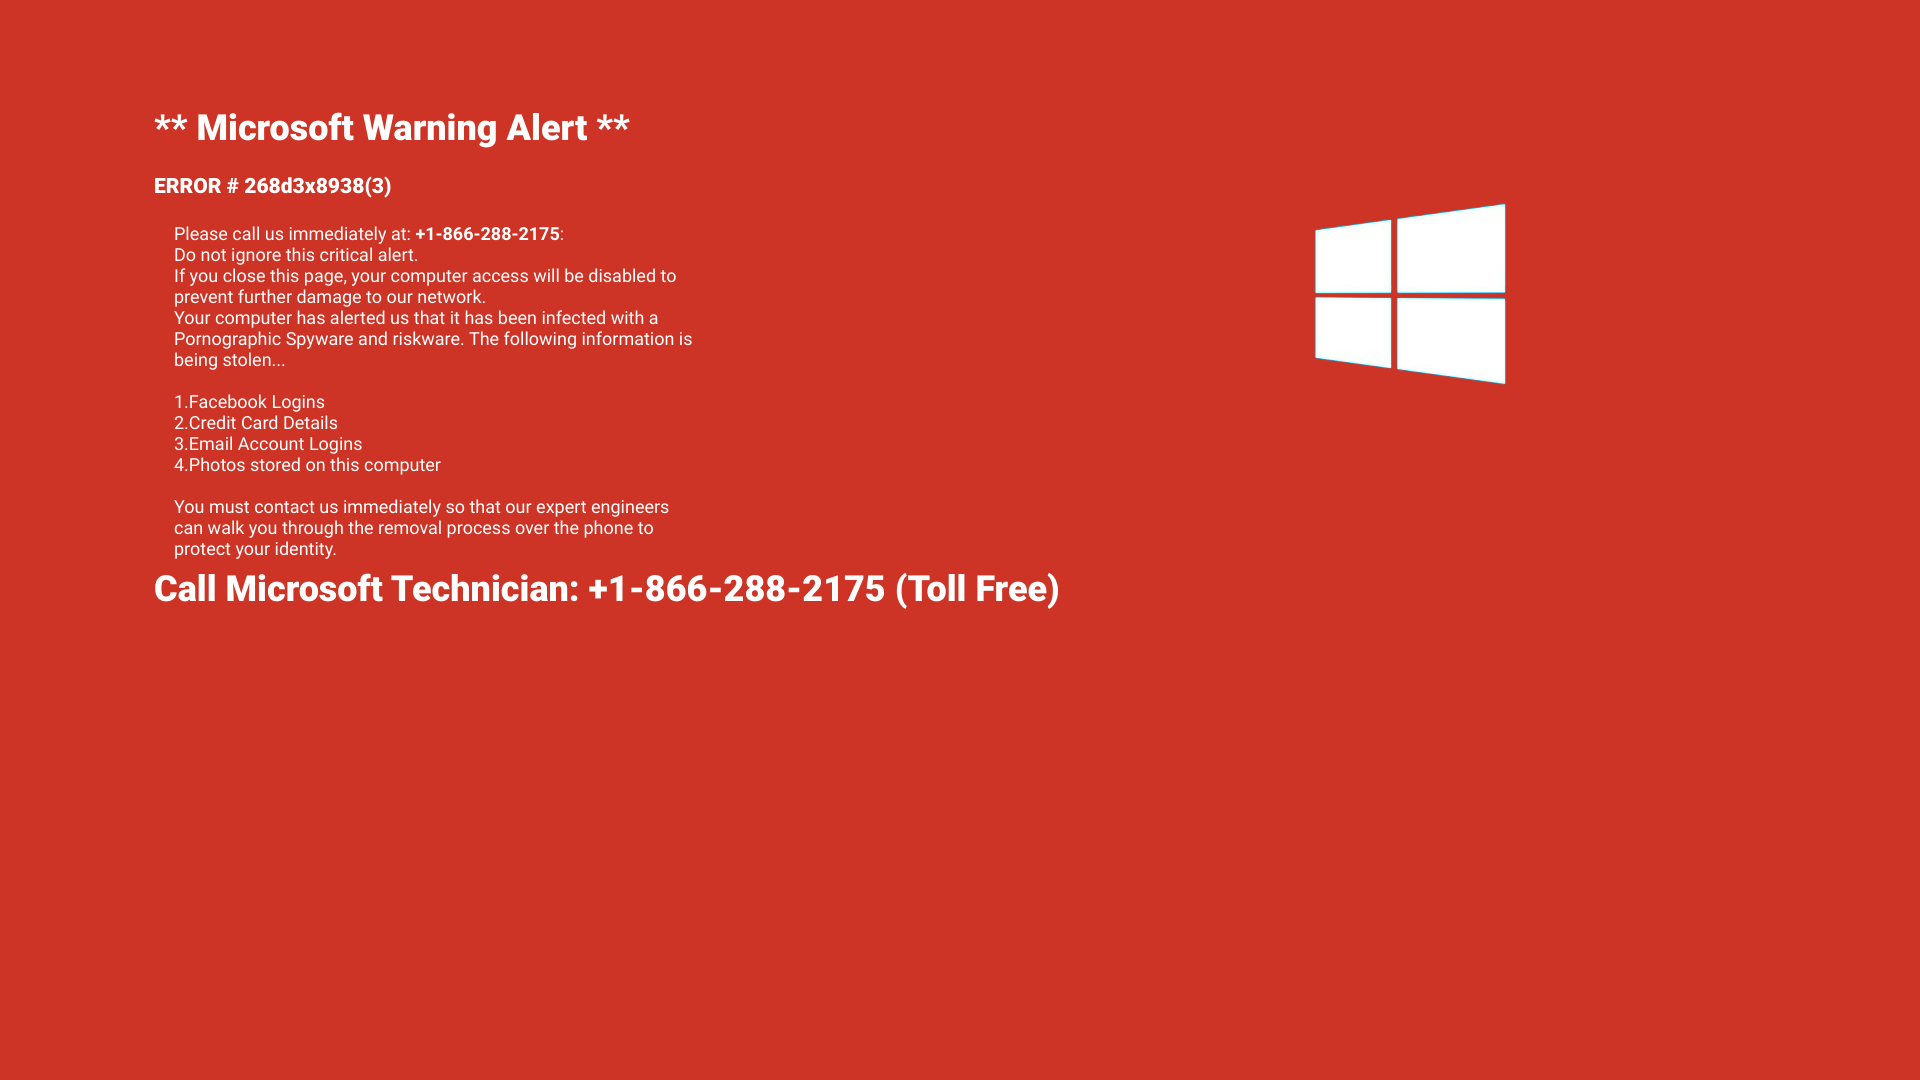 ** Microsoft Warning Alert **
ERROR # 268d3x8938(3)
Please call us immediately at: +1-866-288-2175:
Do not ignore this critical alert.
If you close this page, your computer access will be disabled to
prevent further damage to our network.
Your computer has alerted us that it has been infected with a
Pornographic Spyware and riskware. The following information is
being stolen...
1.Facebook Logins
2.Credit Card Details
3.Email Account Logins
4.Photos stored on this computer
You must contact us immediately so that our expert engineers
can walk you through the removal process over the phone to
protect your identity.
Call Microsoft Technician: +1-866-288-2175 (Toll Free)